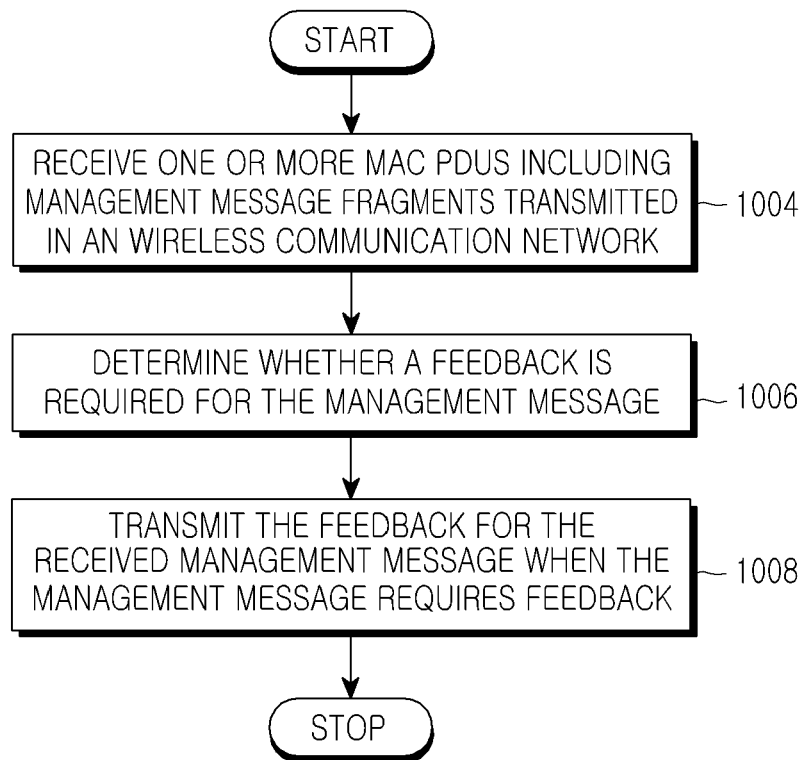 START
RECEIVE ONE OR MORE MAC PDUS INCLUDING
MANAGEMENT MESSAGE FRAGMENTS TRANSMITTED
IN AN WIRELESS COMMUNICATION NETWORK
1004
DETERMINE WHETHER A FEEDBACK IS
REQUIRED FOR THE MANAGEMENT MESSAGE
1006
TRANSMIT THE FEEDBACK FOR THE
RECEIVED MANAGEMENT MESSAGE WHEN THE
MANAGEMENT MESSAGE REQUIRES FEEDBACK
1008
STOP